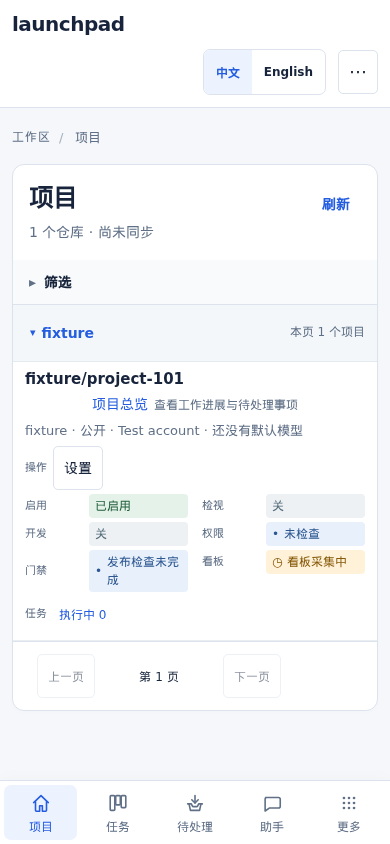 launchpad
中文 English ···
工作区 / 项目
项目
刷新
1 个仓库 · 尚未同步
▸ 筛选
▾ fixture 本页 1 个项目
fixture/project-101
项目总览 查看工作进展与待处理事项
fixture · 公开 · Test account · 还没有默认模型
操作 设置
启用 已启用 检视 关
开发 关 权限 • 未检查
门禁 • 发布检查未完成 看板 ◷ 看板采集中
任务 执行中 0
上一页 第 1 页 下一页
项目 任务 待处理 助手 更多